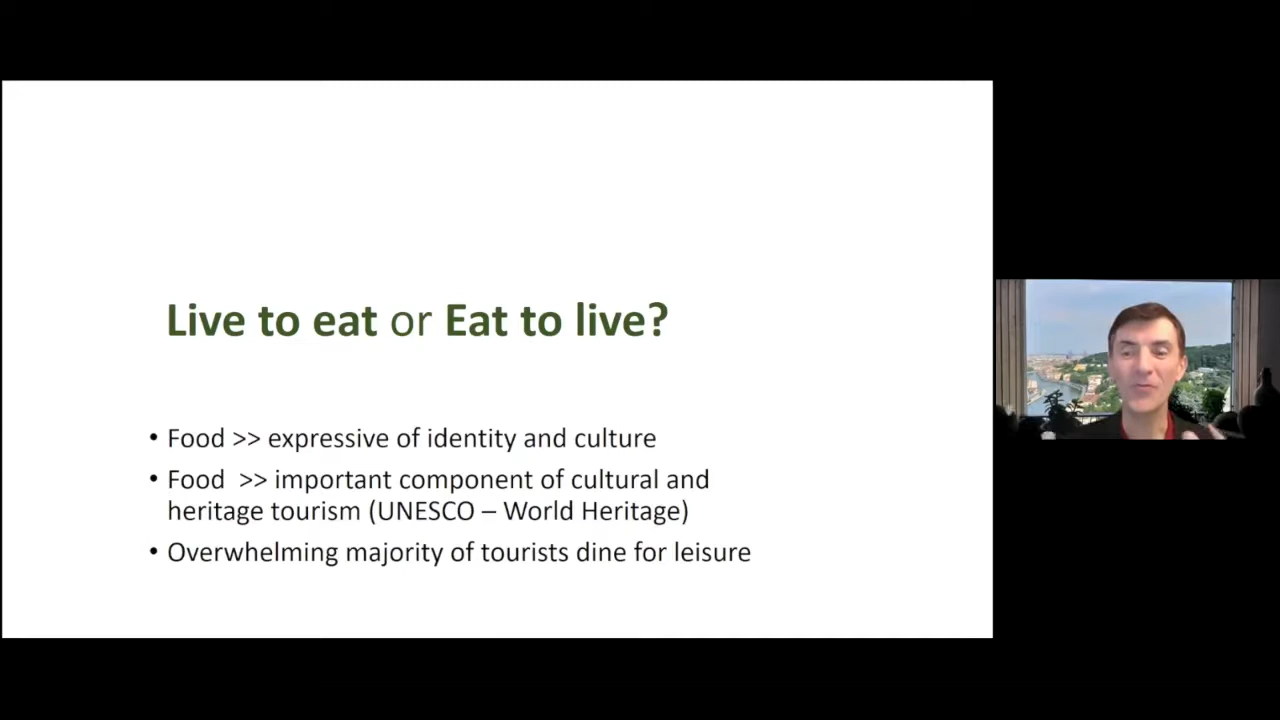 Live to eat or Eat to live?
• Food >> expressive of identity and culture
• Food >> important component of cultural and
heritage tourism (UNESCO – World Heritage)
• Overwhelming majority of tourists dine for leisure